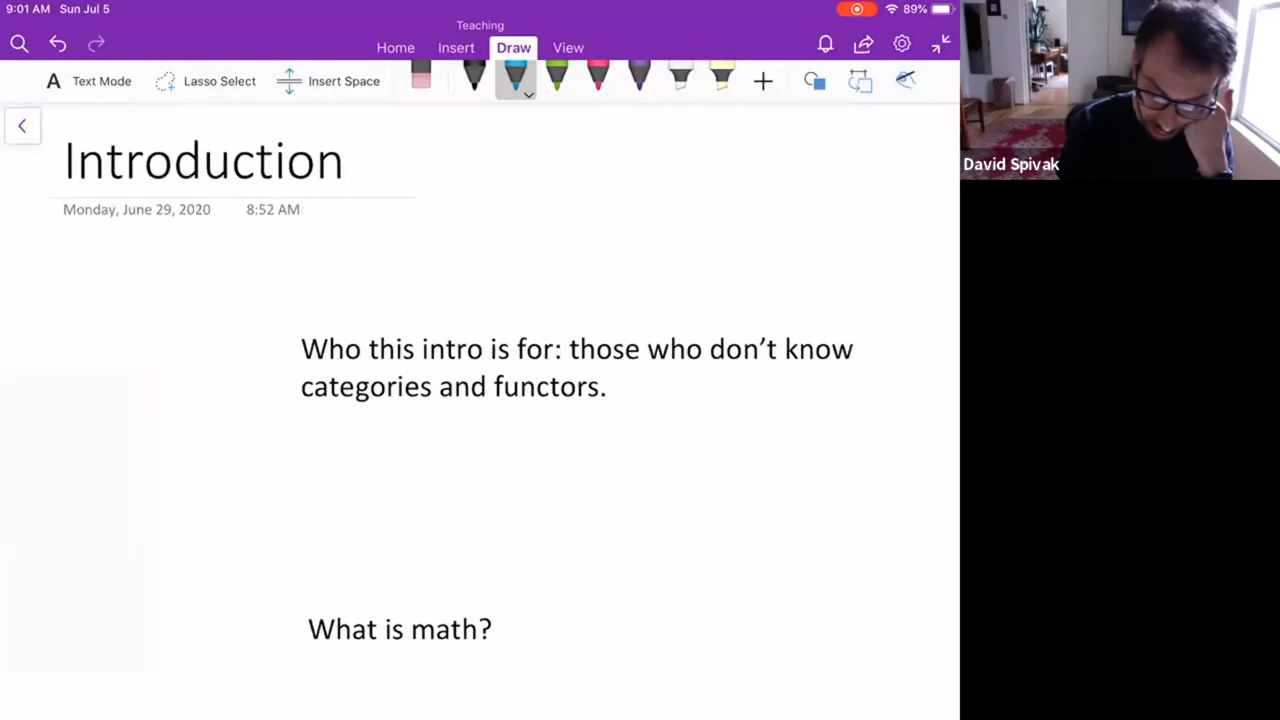 9:01 AM Sun Jul 5
89%
Teaching
Home Insert Draw View
A Text Mode Lasso Select Insert Space
Introduction
Monday, June 29, 2020 8:52 AM
Who this intro is for: those who don’t know
categories and functors.
What is math?
David Spivak